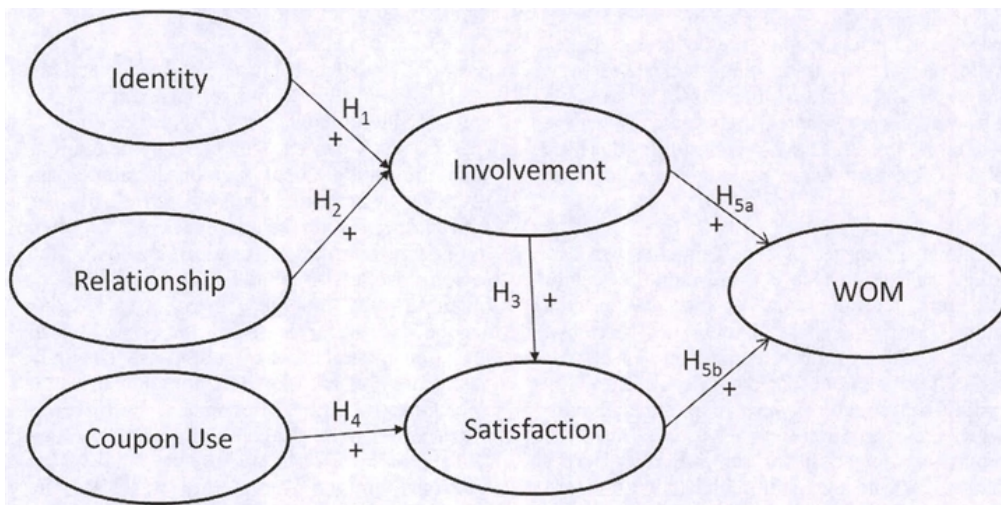 Identity
H1
+
Involvement
H2
+
H5a
+
Relationship
H3
+
WOM
H5b
+
Coupon Use
H4
+
Satisfaction